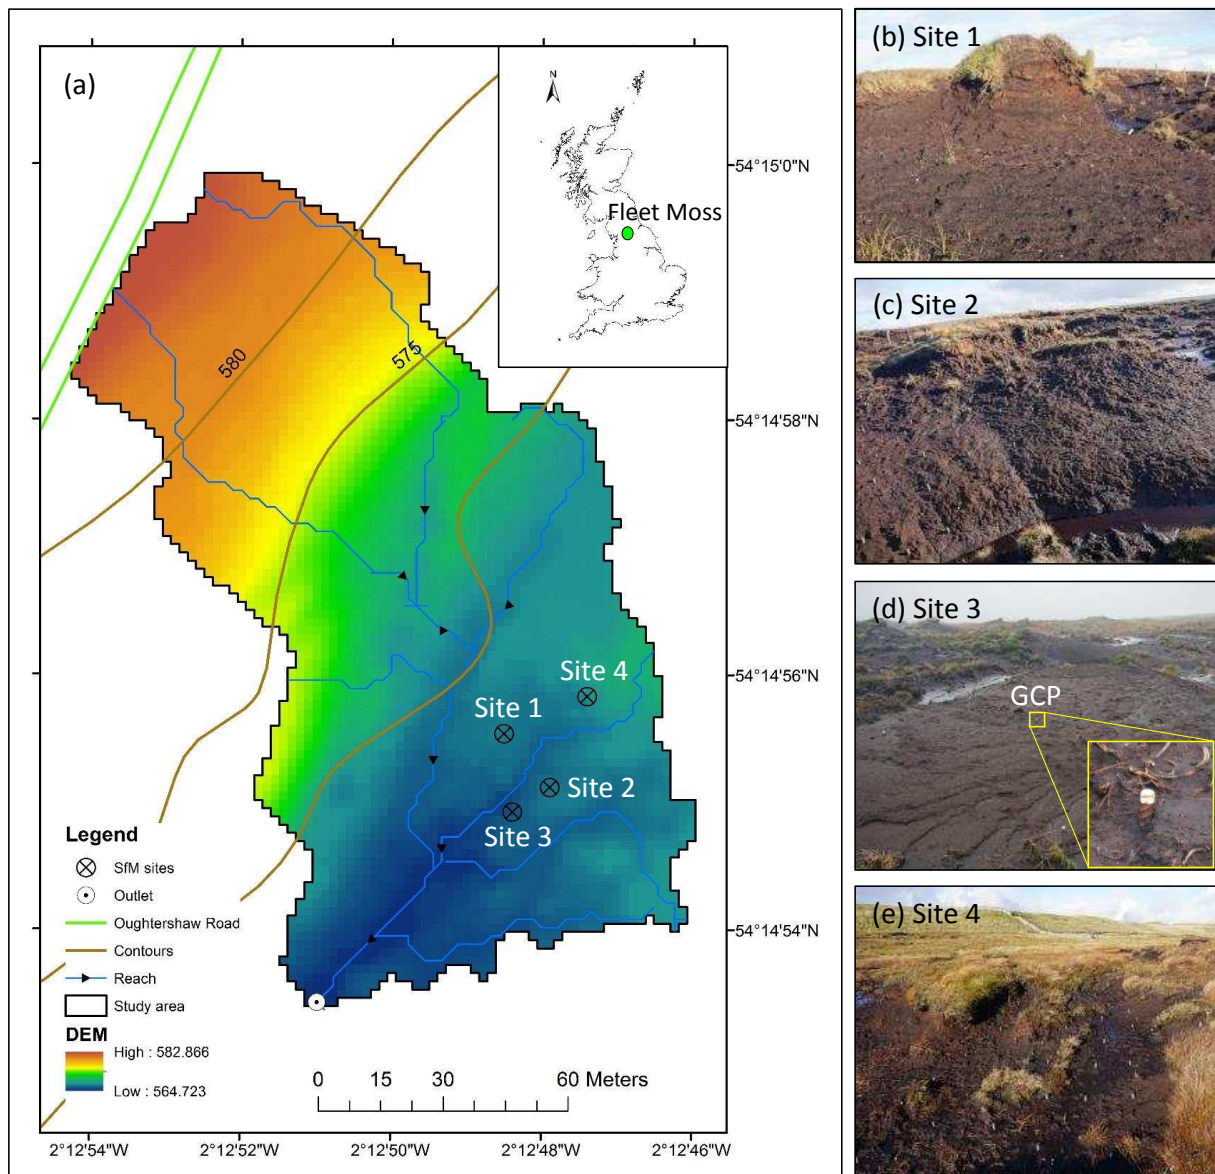 (a)
N
Fleet Moss
580
575
54°15'0"N
54°14'58"N
54°14'56"N
54°14'54"N
Site 4
Site 1
Site 2
Site 3
Legend
SfM sites
Outlet
Oughtershaw Road
Contours
Reach
Study area
DEM
High : 582.866
Low : 564.723
0 15 30 60 Meters
2°12'54"W 2°12'52"W 2°12'50"W 2°12'48"W 2°12'46"W
(b) Site 1
(c) Site 2
(d) Site 3
GCP
(e) Site 4